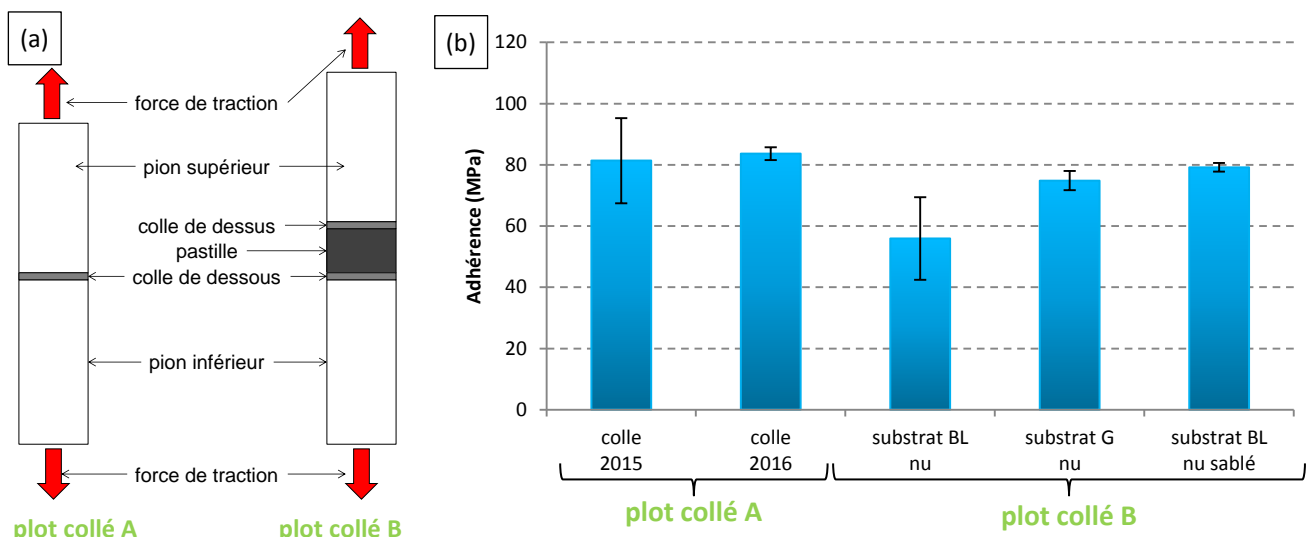 (a)
force de traction
pion supérieur
colle de dessus
pastille
colle de dessous
pion inférieur
force de traction
plot collé A
plot collé B
(b)
Adhérence (MPa)
120
100
80
60
40
20
0
colle
2015
colle
2016
substrat BL
nu
substrat G
nu
substrat BL
nu sablé
plot collé A
plot collé B